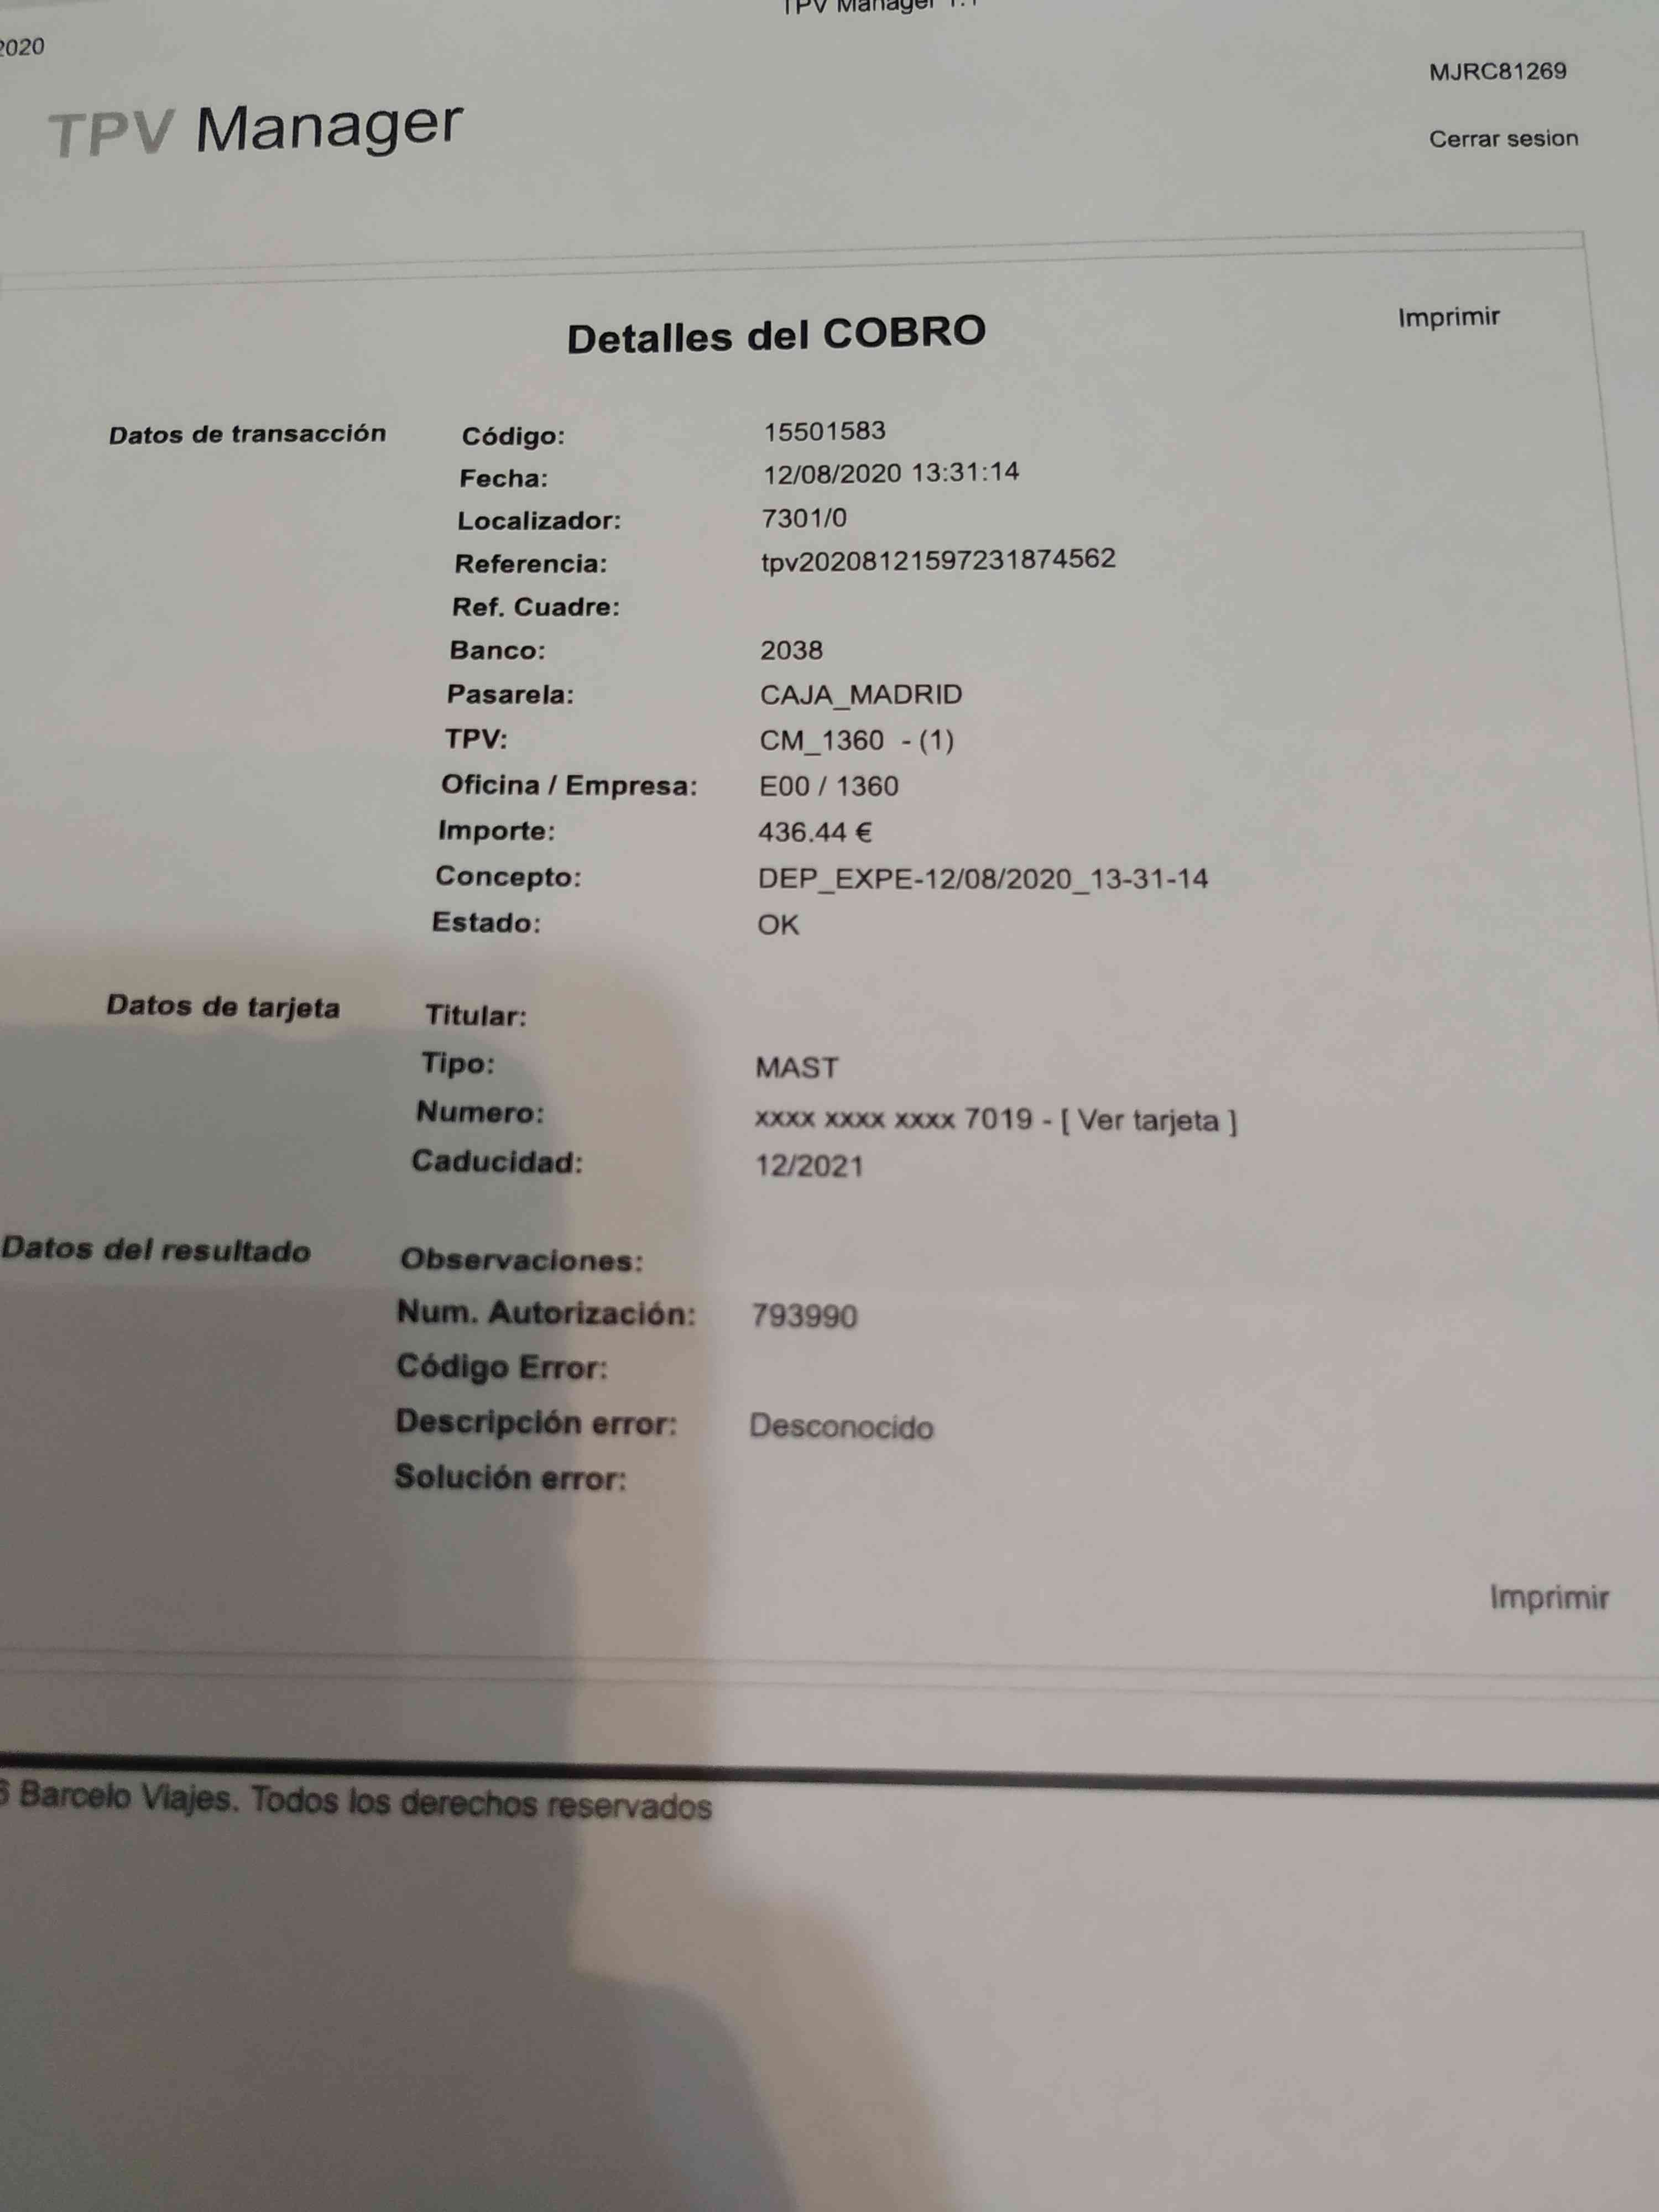 TPV Manager 1.1
2020
MJRC81269
TPV Manager
Cerrar sesion
Detalles del COBRO
Imprimir
Datos de transacción Código: 15501583
Fecha: 12/08/2020 13:31:14
Localizador: 7301/0
Referencia: tpv20208121597231874562
Ref. Cuadre:
Banco: 2038
Pasarela: CAJA_MADRID
TPV: CM_1360 - (1)
Oficina / Empresa: E00 / 1360
Importe: 436.44 €
Concepto: DEP_EXPE-12/08/2020_13-31-14
Estado: OK
Datos de tarjeta Titular:
Tipo: MAST
Numero: xxxx xxxx xxxx 7019 - [ Ver tarjeta ]
Caducidad: 12/2021
Datos del resultado Observaciones:
Num. Autorización: 793990
Código Error:
Descripción error: Desconocido
Solución error:
Imprimir
6 Barcelo Viajes. Todos los derechos reservados